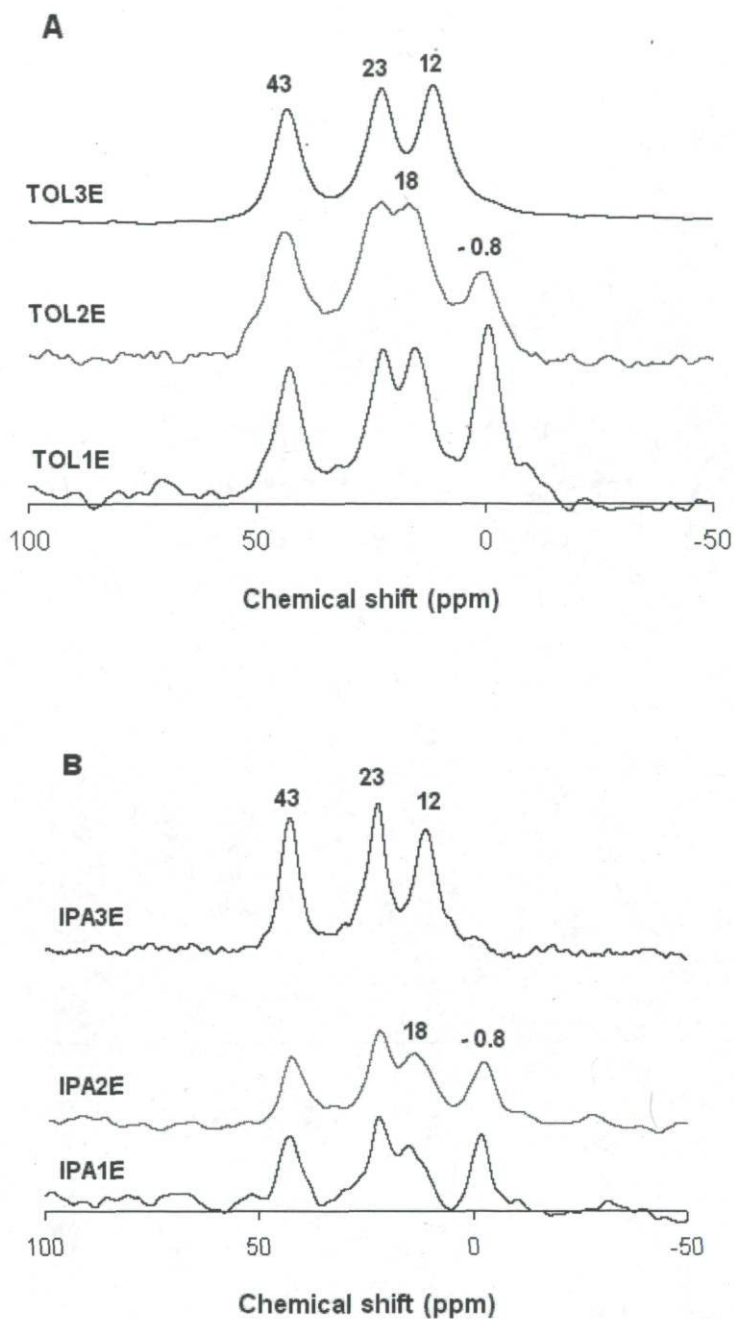 A
43 23 12
TOL3E
18
- 0.8
TOL2E
TOL1E
100 50 0 -50
Chemical shift (ppm)
B
43 23 12
IPA3E
18 - 0.8
IPA2E
IPA1E
100 50 0 -50
Chemical shift (ppm)